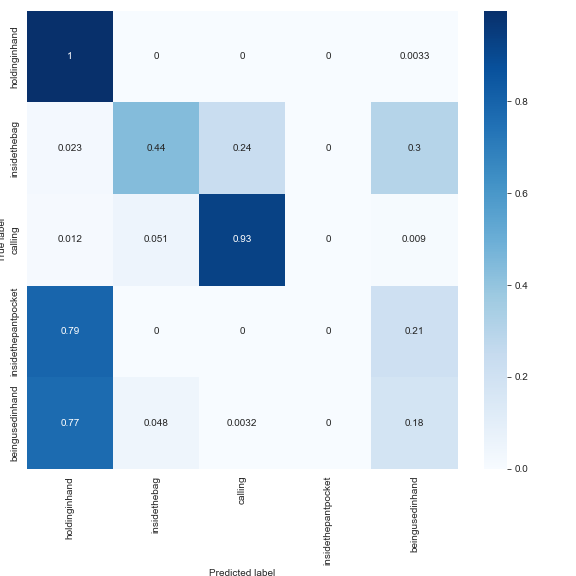 holdinginhand 1 0 0 0 0.0033
insidethebag 0.023 0.44 0.24 0 0.3
calling 0.012 0.051 0.93 0 0.009
insidethepantpocket 0.79 0 0 0 0.21
beingusedinhand 0.77 0.048 0.0032 0 0.18
True label
holdinginhand insidethebag calling insidethepantpocket beingusedinhand
Predicted label
0.8
0.6
0.4
0.2
0.0